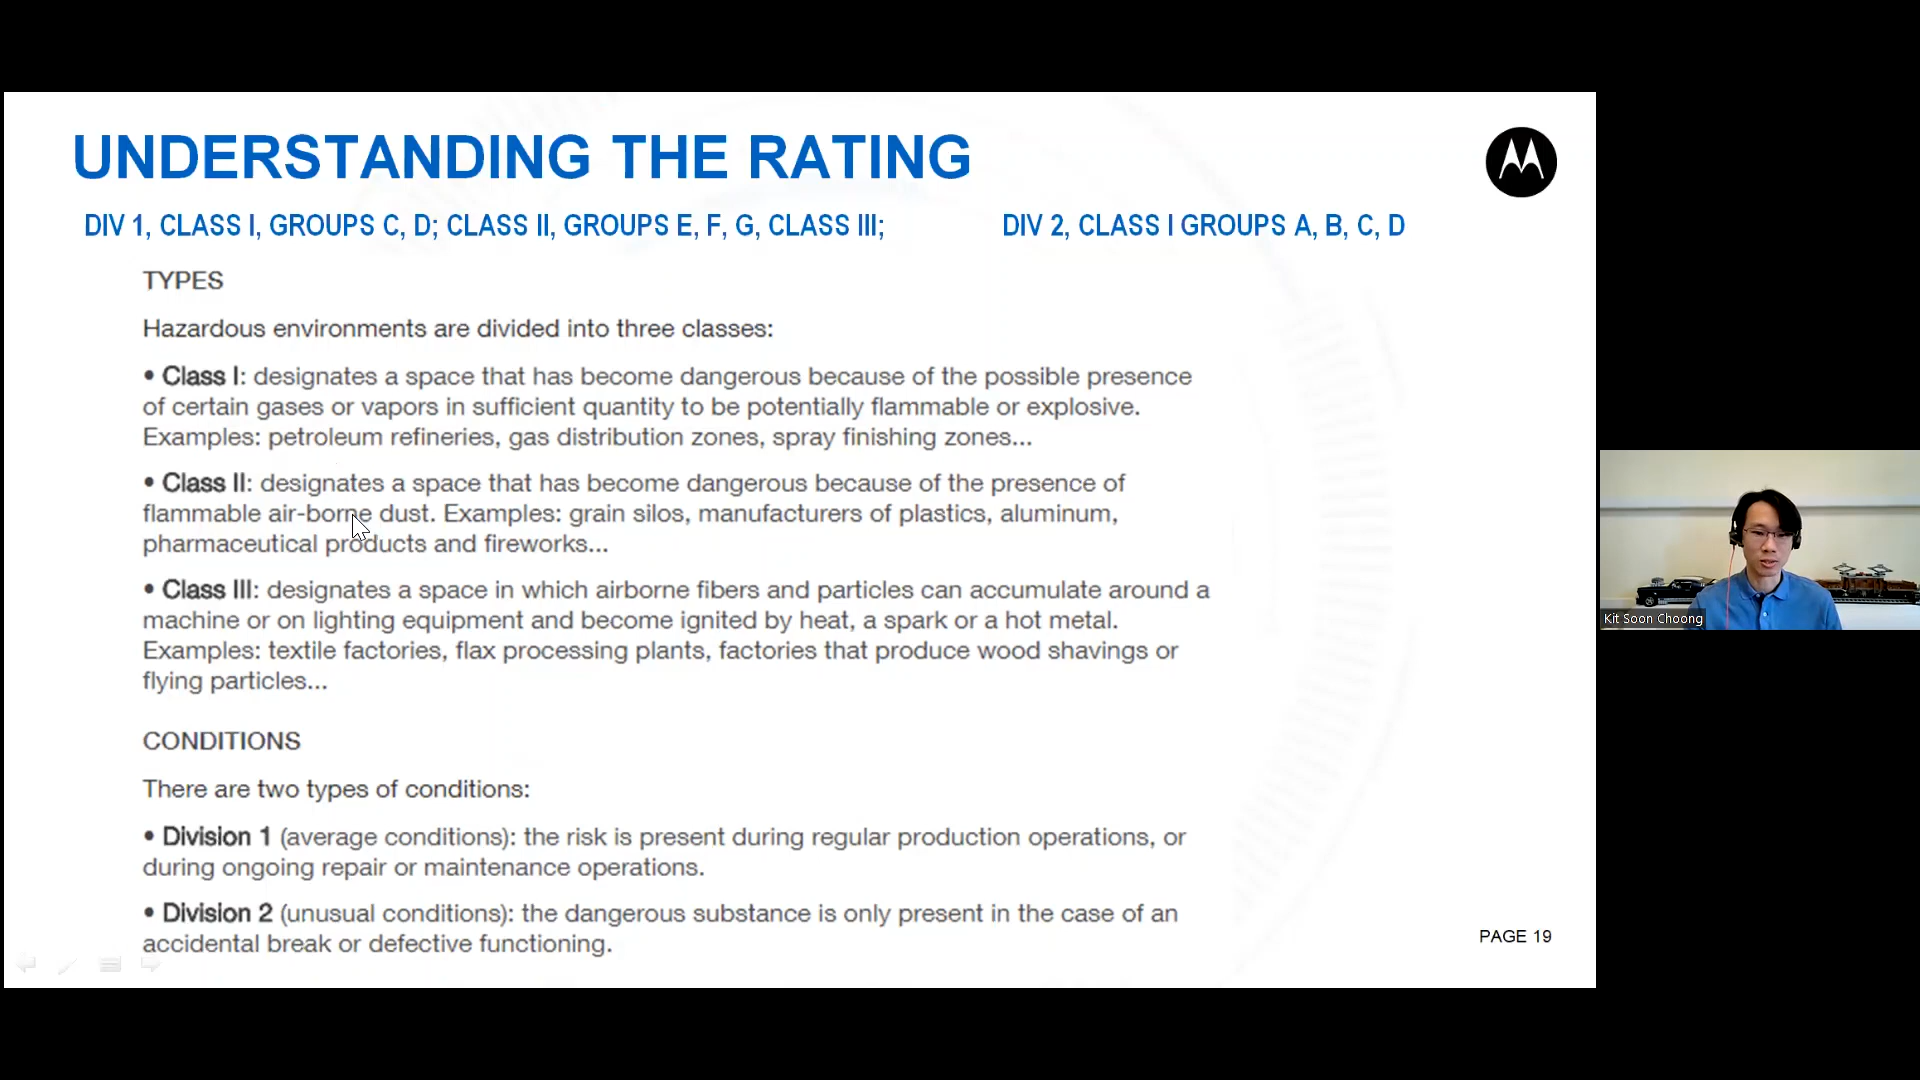 UNDERSTANDING THE RATING
DIV 1, CLASS I, GROUPS C, D; CLASS II, GROUPS E, F, G, CLASS III; DIV 2, CLASS I GROUPS A, B, C, D
TYPES
Hazardous environments are divided into three classes:
• Class I: designates a space that has become dangerous because of the possible presence
of certain gases or vapors in sufficient quantity to be potentially flammable or explosive.
Examples: petroleum refineries, gas distribution zones, spray finishing zones...
• Class II: designates a space that has become dangerous because of the presence of
flammable air-borne dust. Examples: grain silos, manufacturers of plastics, aluminum,
pharmaceutical products and fireworks...
• Class III: designates a space in which airborne fibers and particles can accumulate around a
machine or on lighting equipment and become ignited by heat, a spark or a hot metal.
Examples: textile factories, flax processing plants, factories that produce wood shavings or
flying particles...
CONDITIONS
There are two types of conditions:
• Division 1 (average conditions): the risk is present during regular production operations, or
during ongoing repair or maintenance operations.
• Division 2 (unusual conditions): the dangerous substance is only present in the case of an
accidental break or defective functioning.
PAGE 19
Kit Soon Choong